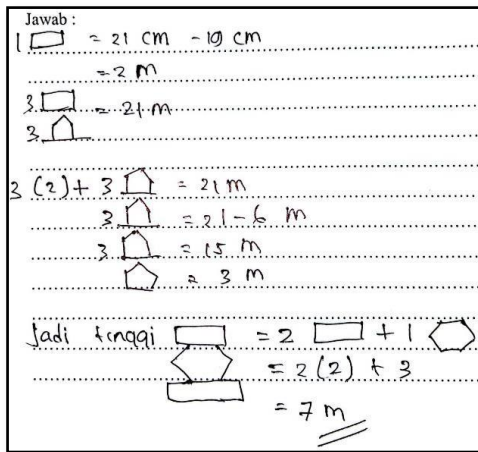 Jawab :
1 ▭ = 21 cm - 19 cm
= 2 m
3 ▭ = 21 m
3 ⌂
3 (2) + 3 ⌂ = 21 m
3 ⌂ = 21 - 6 m
3 ⌂ = 15 m
⬠ = 3 m
Jadi tinggi ▭ = 2 ▭ + 1 ⬡
⬡ = 2 (2) + 3
▭ = 7 m